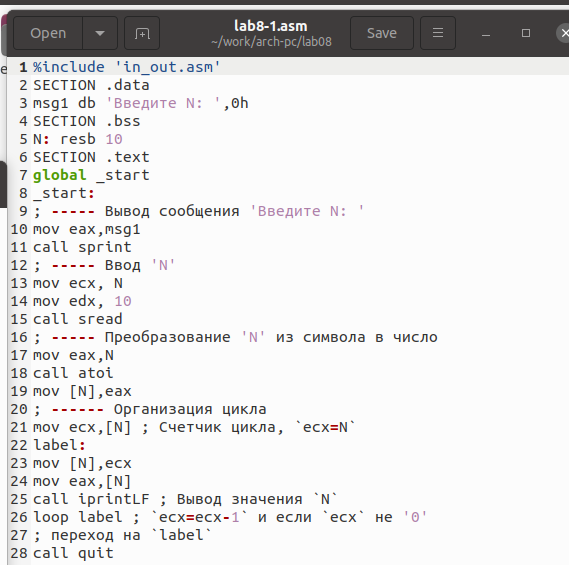 Open
lab8-1.asm
~/work/arch-pc/lab08
Save
1 %include 'in_out.asm'
2 SECTION .data
3 msg1 db 'Введите N: ',0h
4 SECTION .bss
5 N: resb 10
6 SECTION .text
7 global _start
8 _start:
9 ; ----- Вывод сообщения 'Введите N: '
10 mov eax,msg1
11 call sprint
12 ; ----- Ввод 'N'
13 mov ecx, N
14 mov edx, 10
15 call sread
16 ; ----- Преобразование 'N' из символа в число
17 mov eax,N
18 call atoi
19 mov [N],eax
20 ; ------ Организация цикла
21 mov ecx,[N] ; Счетчик цикла, `ecx=N`
22 label:
23 mov [N],ecx
24 mov eax,[N]
25 call iprintLF ; Вывод значения `N`
26 loop label ; `ecx=ecx-1` и если `ecx` не '0'
27 ; переход на `label`
28 call quit